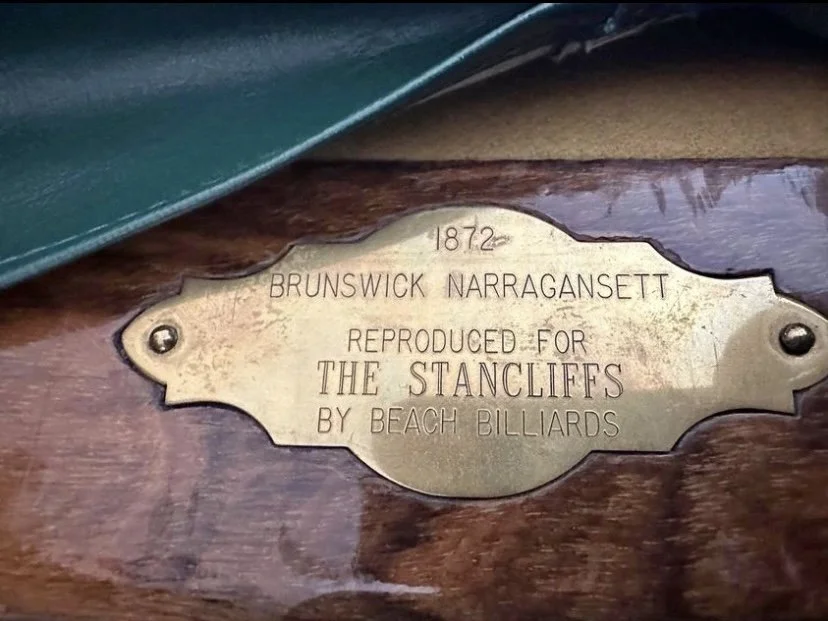 1872
BRUNSWICK NARRAGANSETT
REPRODUCED FOR
THE STANCLIFFS
BY BEACH BILLIARDS